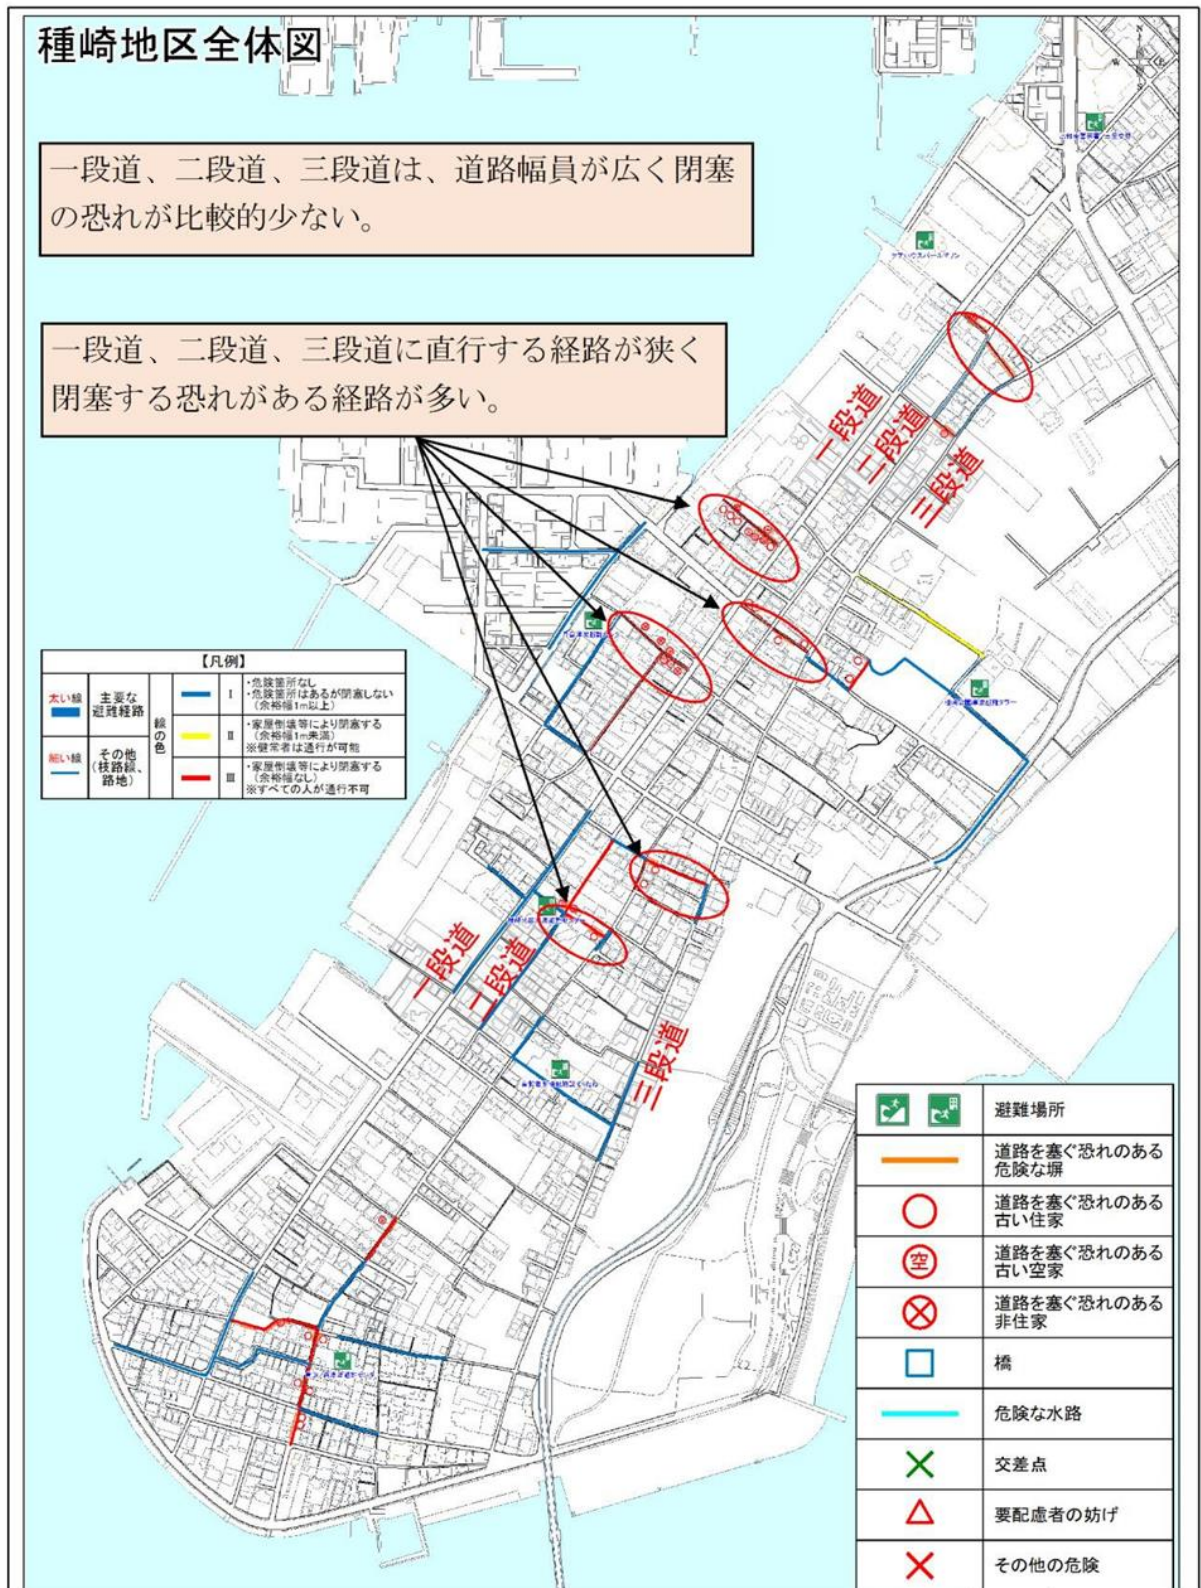 種崎地区全体図
一段道、二段道、三段道は、道路幅員が広く閉塞
の恐れが比較的少ない。
一段道、二段道、三段道に直行する経路が狭く
閉塞する恐れがある経路が多い。
一段道
二段道
三段道
【凡例】
太い線
主要な
避難経路
細い線
その他
(枝路線、
路地)
線の色
Ⅰ
・危険箇所なし
・危険箇所はあるが閉塞しない
(余裕幅1m以上)
Ⅱ
・家屋倒壊等により閉塞する
(余裕幅1m未満)
※健常者は通行が可能
Ⅲ
・家屋倒壊等により閉塞する
(余裕幅なし)
※すべての人が通行不可
一段道
二段道
三段道
避難場所
道路を塞ぐ恐れのある
危険な塀
道路を塞ぐ恐れのある
古い住家
空
道路を塞ぐ恐れのある
古い空家
道路を塞ぐ恐れのある
非住家
橋
危険な水路
交差点
要配慮者の妨げ
その他の危険